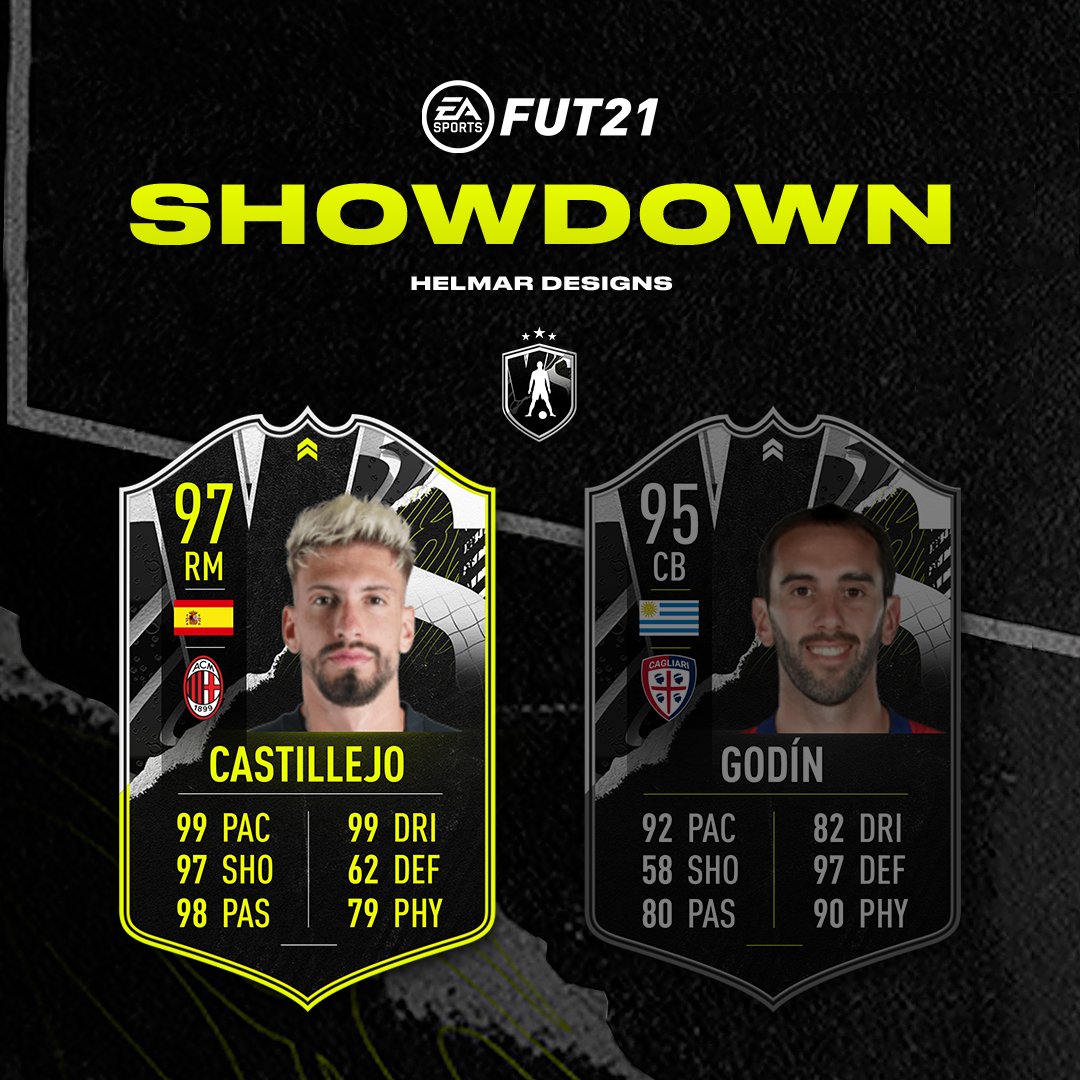 EA SPORTS FUT21
SHOWDOWN
HELMAR DESIGNS
VS
97
RM
ACM
1899
CASTILLEJO
99 PAC 99 DRI
97 SHO 62 DEF
98 PAS 79 PHY
95
CB
CAGLIARI
GODÍN
92 PAC 82 DRI
58 SHO 97 DEF
80 PAS 90 PHY